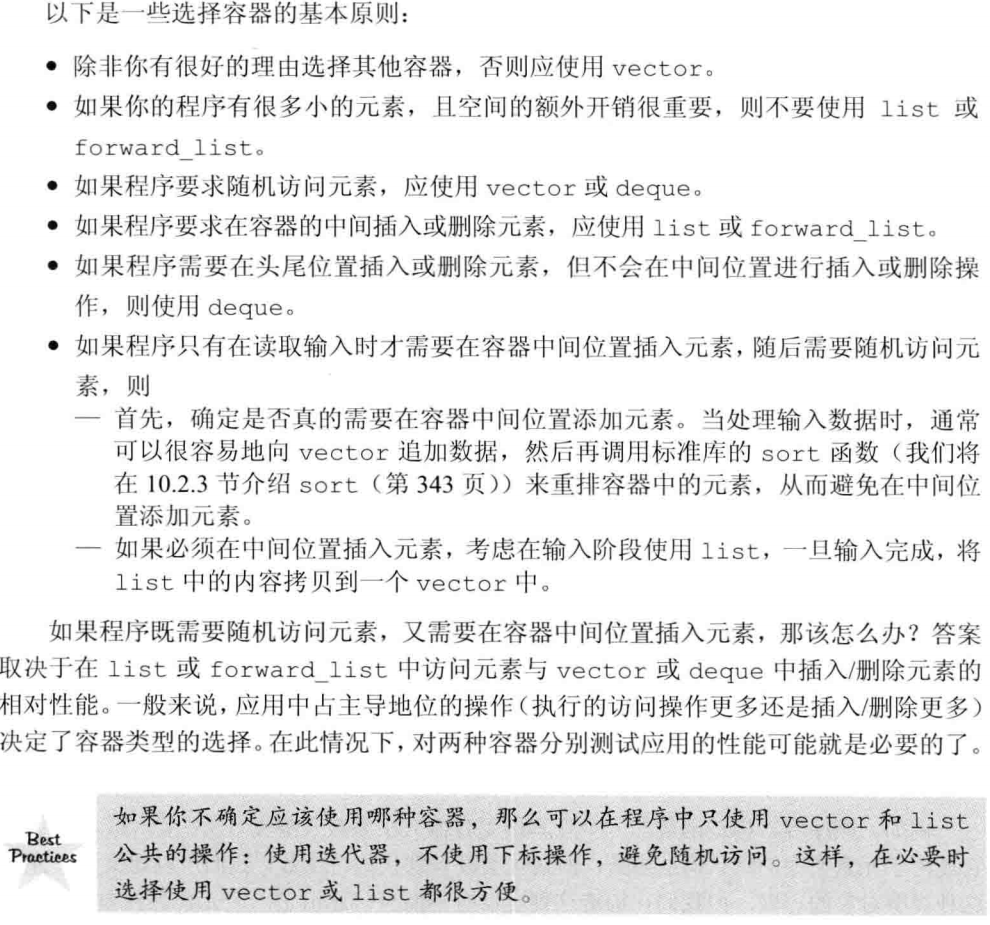 以下是一些选择容器的基本原则：
● 除非你有很好的理由选择其他容器，否则应使用 vector。
● 如果你的程序有很多小的元素，且空间的额外开销很重要，则不要使用 list 或
forward_list。
● 如果程序要求随机访问元素，应使用 vector 或 deque。
● 如果程序要求在容器的中间插入或删除元素，应使用 list 或 forward_list。
● 如果程序需要在头尾位置插入或删除元素，但不会在中间位置进行插入或删除操
作，则使用 deque。
● 如果程序只有在读取输入时才需要在容器中间位置插入元素，随后需要随机访问元
素，则
— 首先，确定是否真的需要在容器中间位置添加元素。当处理输入数据时，通常
可以很容易地向 vector 追加数据，然后再调用标准库的 sort 函数（我们将
在 10.2.3 节介绍 sort（第 343 页））来重排容器中的元素，从而避免在中间位
置添加元素。
— 如果必须在中间位置插入元素，考虑在输入阶段使用 list，一旦输入完成，将
list 中的内容拷贝到一个 vector 中。
如果程序既需要随机访问元素，又需要在容器中间位置插入元素，那该怎么办？答案
取决于在 list 或 forward_list 中访问元素与 vector 或 deque 中插入/删除元素的
相对性能。一般来说，应用中占主导地位的操作（执行的访问操作更多还是插入/删除更多）
决定了容器类型的选择。在此情况下，对两种容器分别测试应用的性能可能就是必要的了。
Best
Practices
如果你不确定应该使用哪种容器，那么可以在程序中只使用 vector 和 list
公共的操作：使用迭代器，不使用下标操作，避免随机访问。这样，在必要时
选择使用 vector 或 list 都很方便。